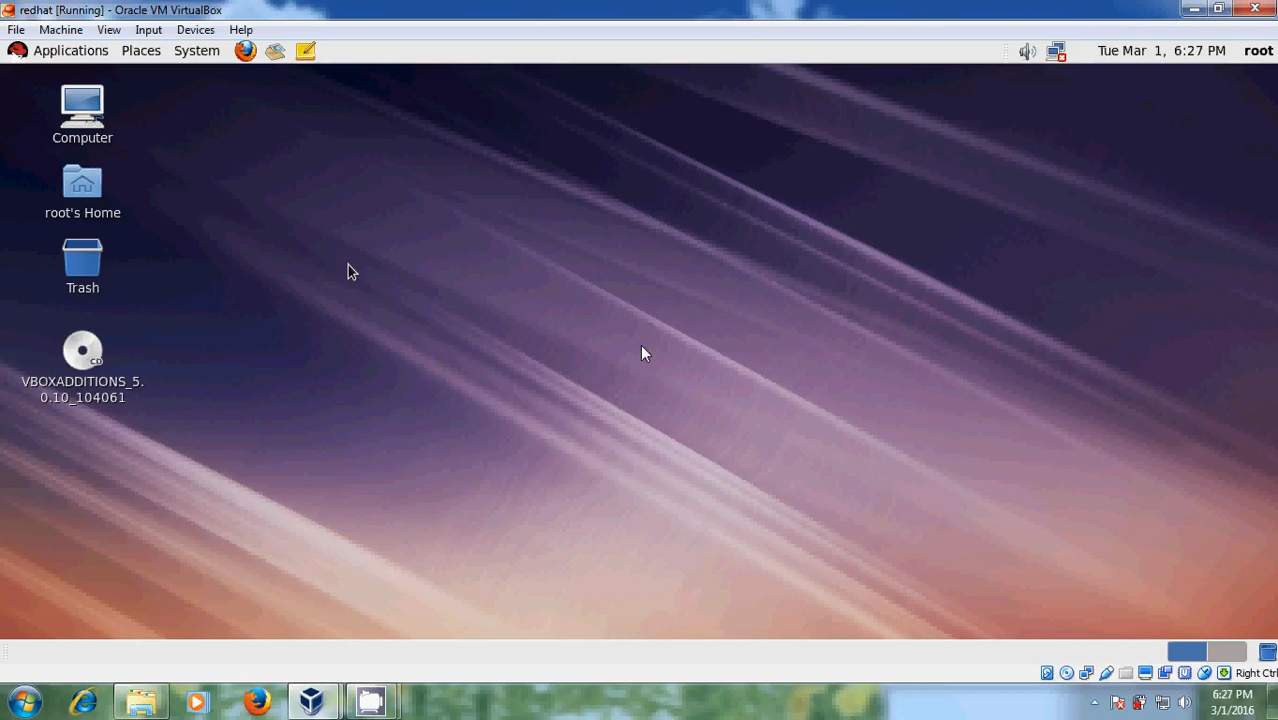 redhat [Running] - Oracle VM VirtualBox
File Machine View Input Devices Help
Applications Places System Tue Mar 1, 6:27 PM root
Computer
root's Home
Trash
CD
VBOXADDITIONS_5.
0.10_104061
Right Ctrl
6:27 PM
3/1/2016